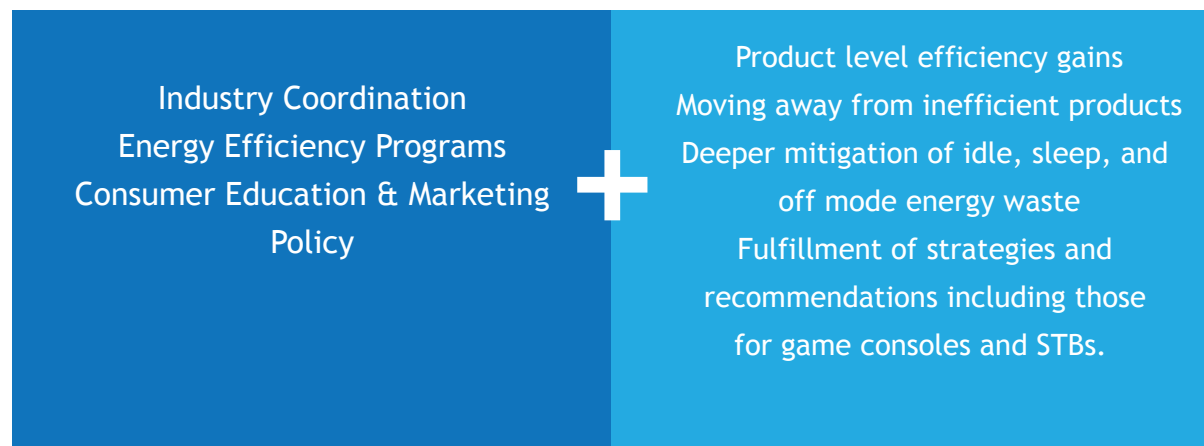 Industry Coordination
Energy Efficiency Programs
Consumer Education & Marketing
Policy
+
Product level efficiency gains
Moving away from inefficient products
Deeper mitigation of idle, sleep, and
off mode energy waste
Fulfillment of strategies and
recommendations including those
for game consoles and STBs.